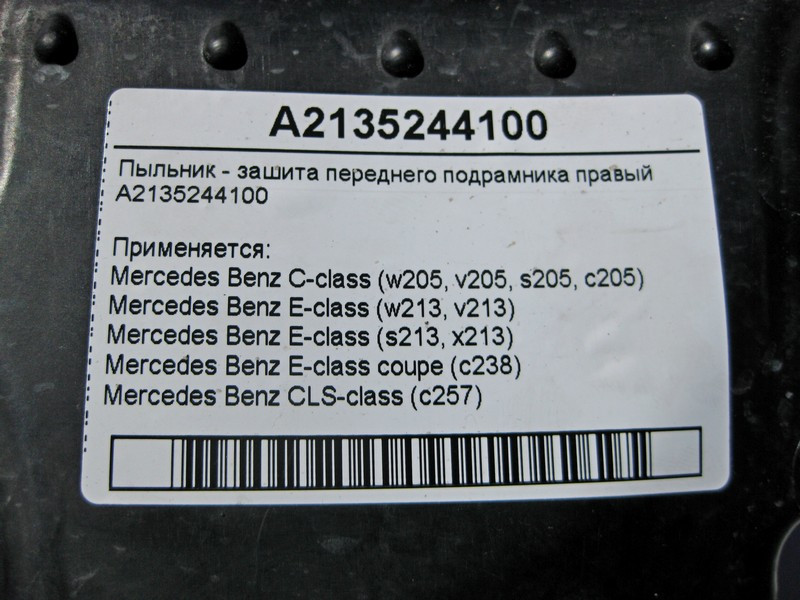 A2135244100
Пыльник - зашита переднего подрамника правый
A2135244100
Применяется:
Mercedes Benz C-class (w205, v205, s205, c205)
Mercedes Benz E-class (w213, v213)
Mercedes Benz E-class (s213, x213)
Mercedes Benz E-class coupe (c238)
Mercedes Benz CLS-class (c257)